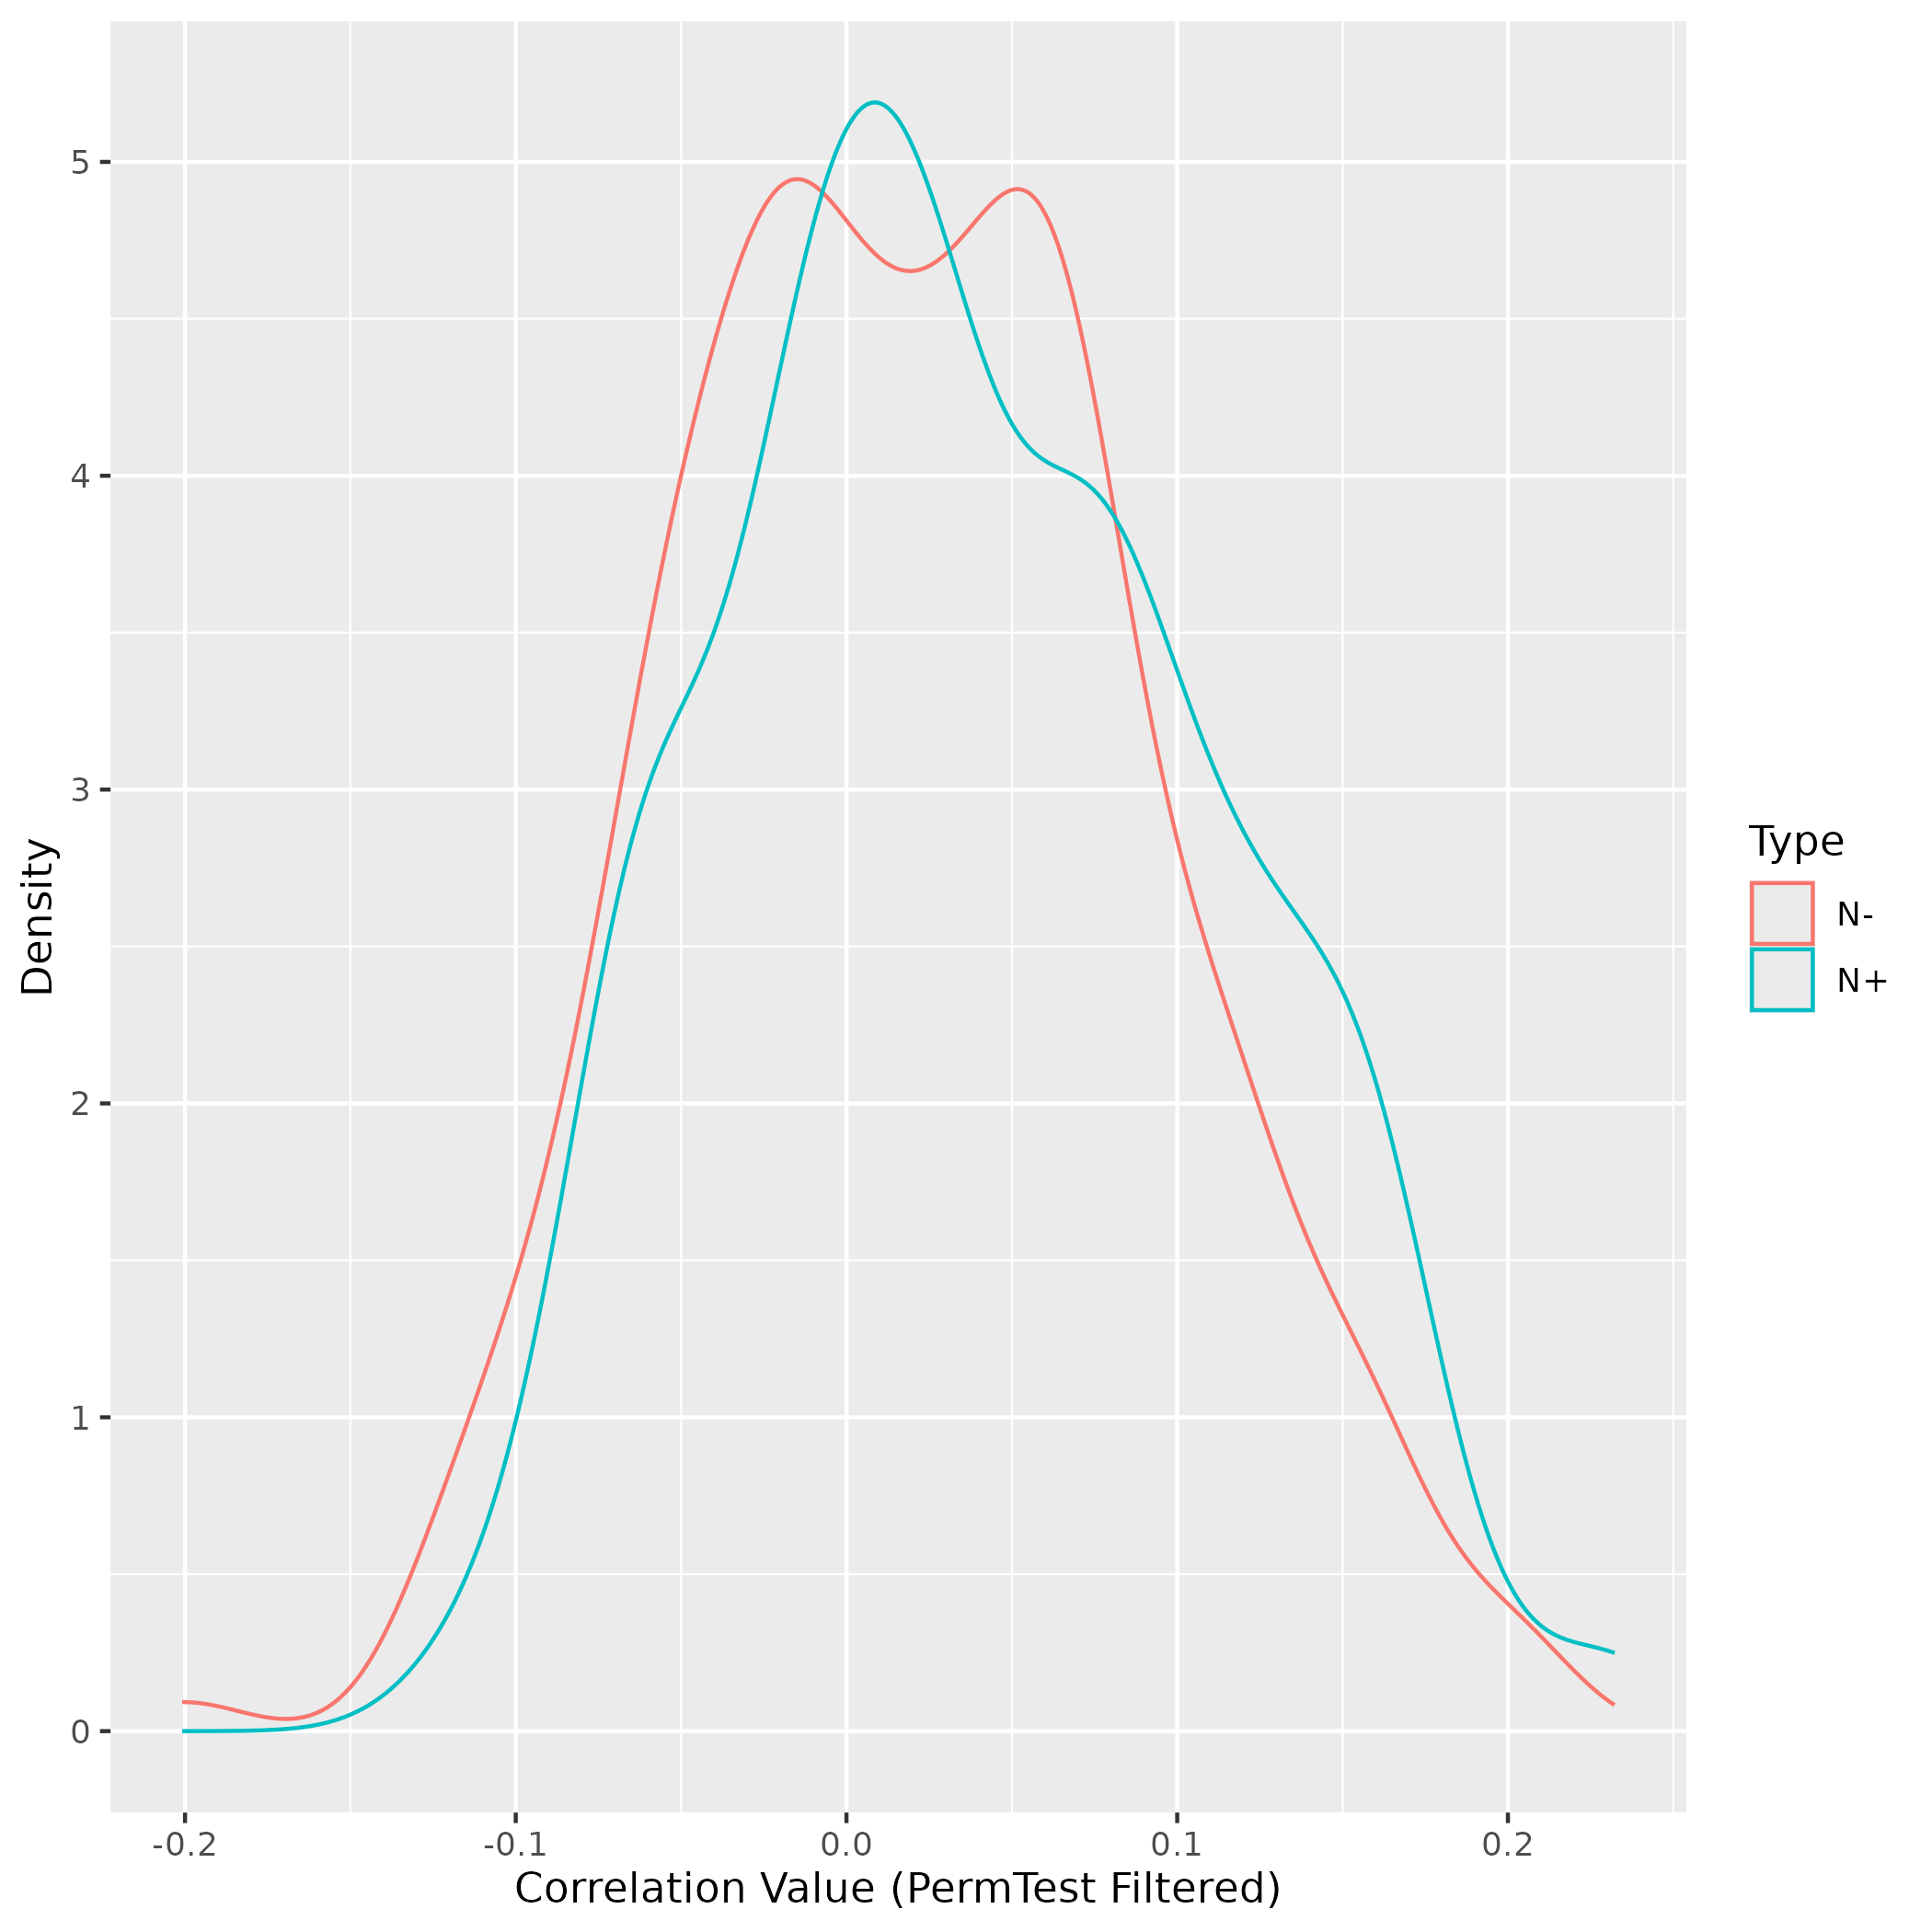 5
4
3
2
1
0
Density
-0.2
-0.1
0.0
0.1
0.2
Correlation Value (PermTest Filtered)
Type
N-
N+